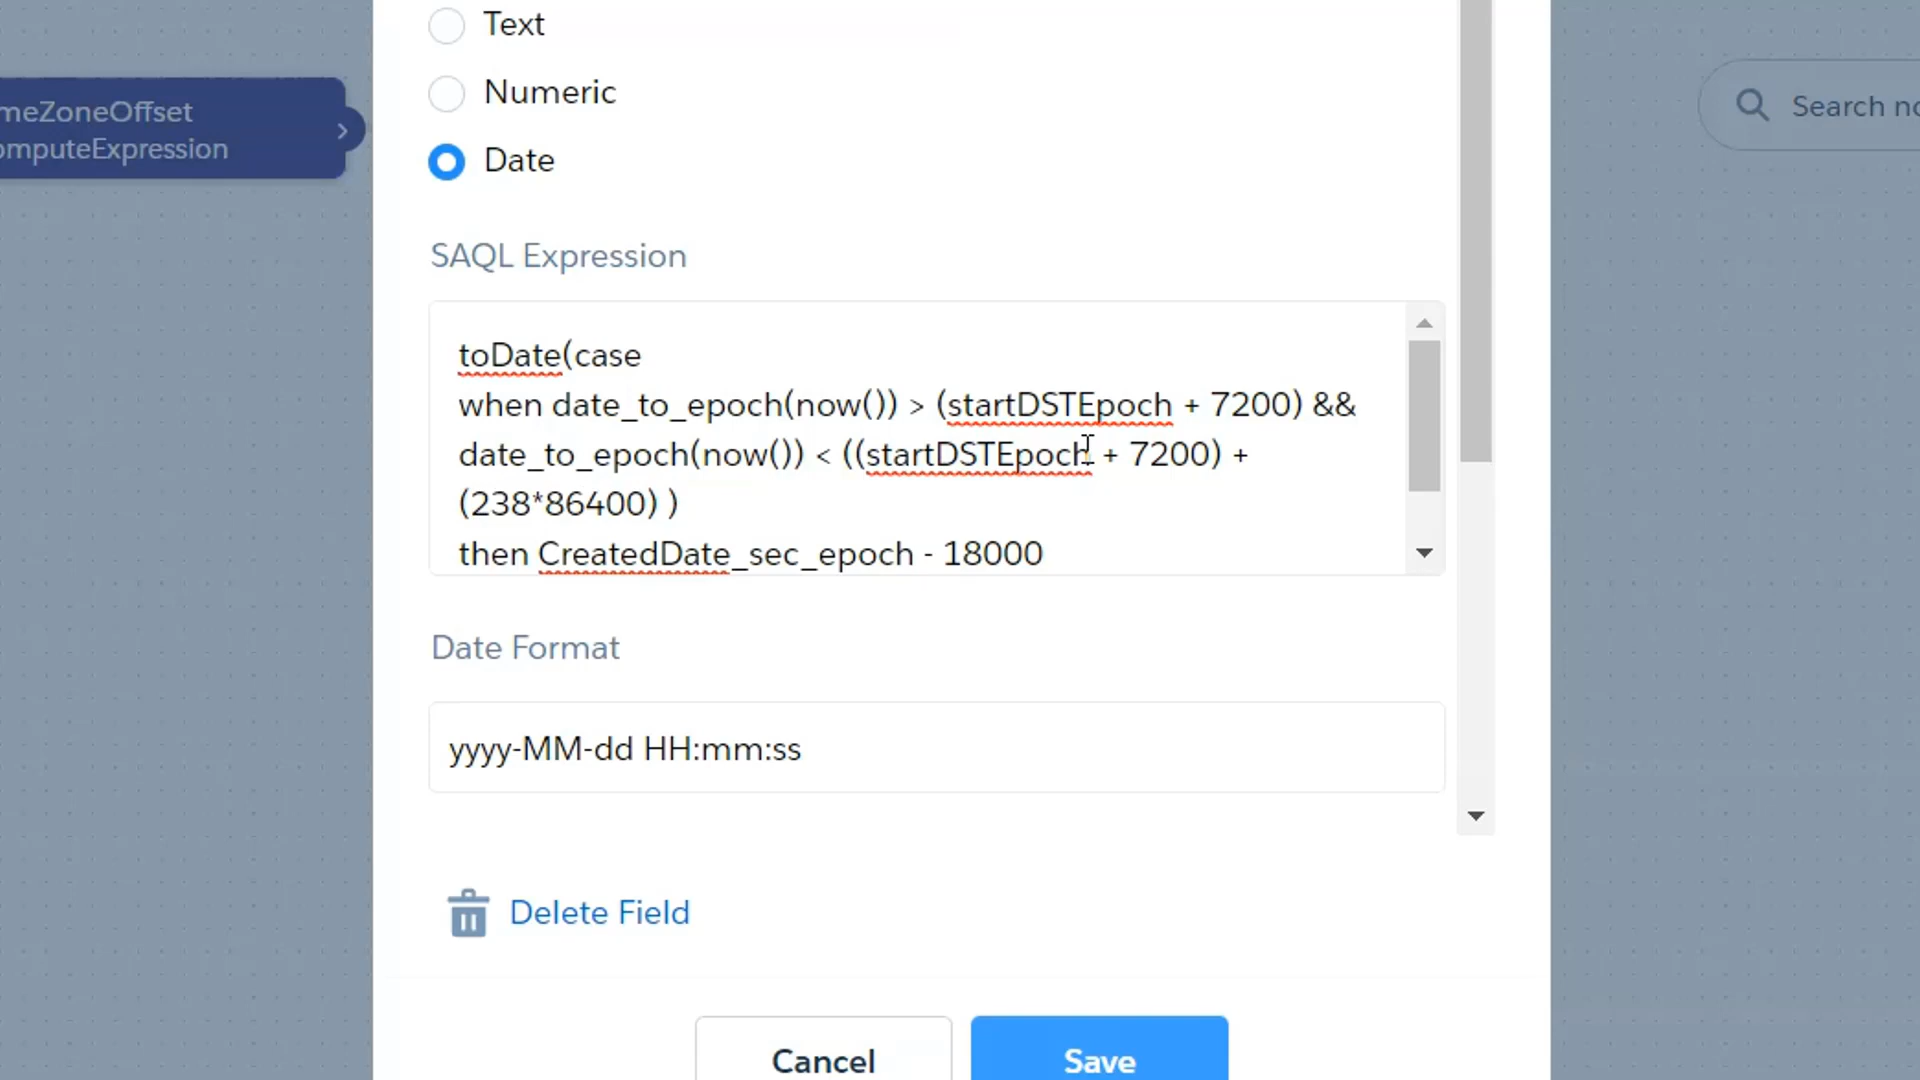 Text
meZoneOffset
omputeExpression
Numeric
Search no
Date
SAQL Expression
toDate(case
when date_to_epoch(now()) > (startDSTEpoch + 7200) &&
date_to_epoch(now()) < ((startDSTEpoch + 7200) +
(238*86400) )
then CreatedDate_sec_epoch - 18000
Date Format
yyyy-MM-dd HH:mm:ss
Delete Field
Cancel
Save